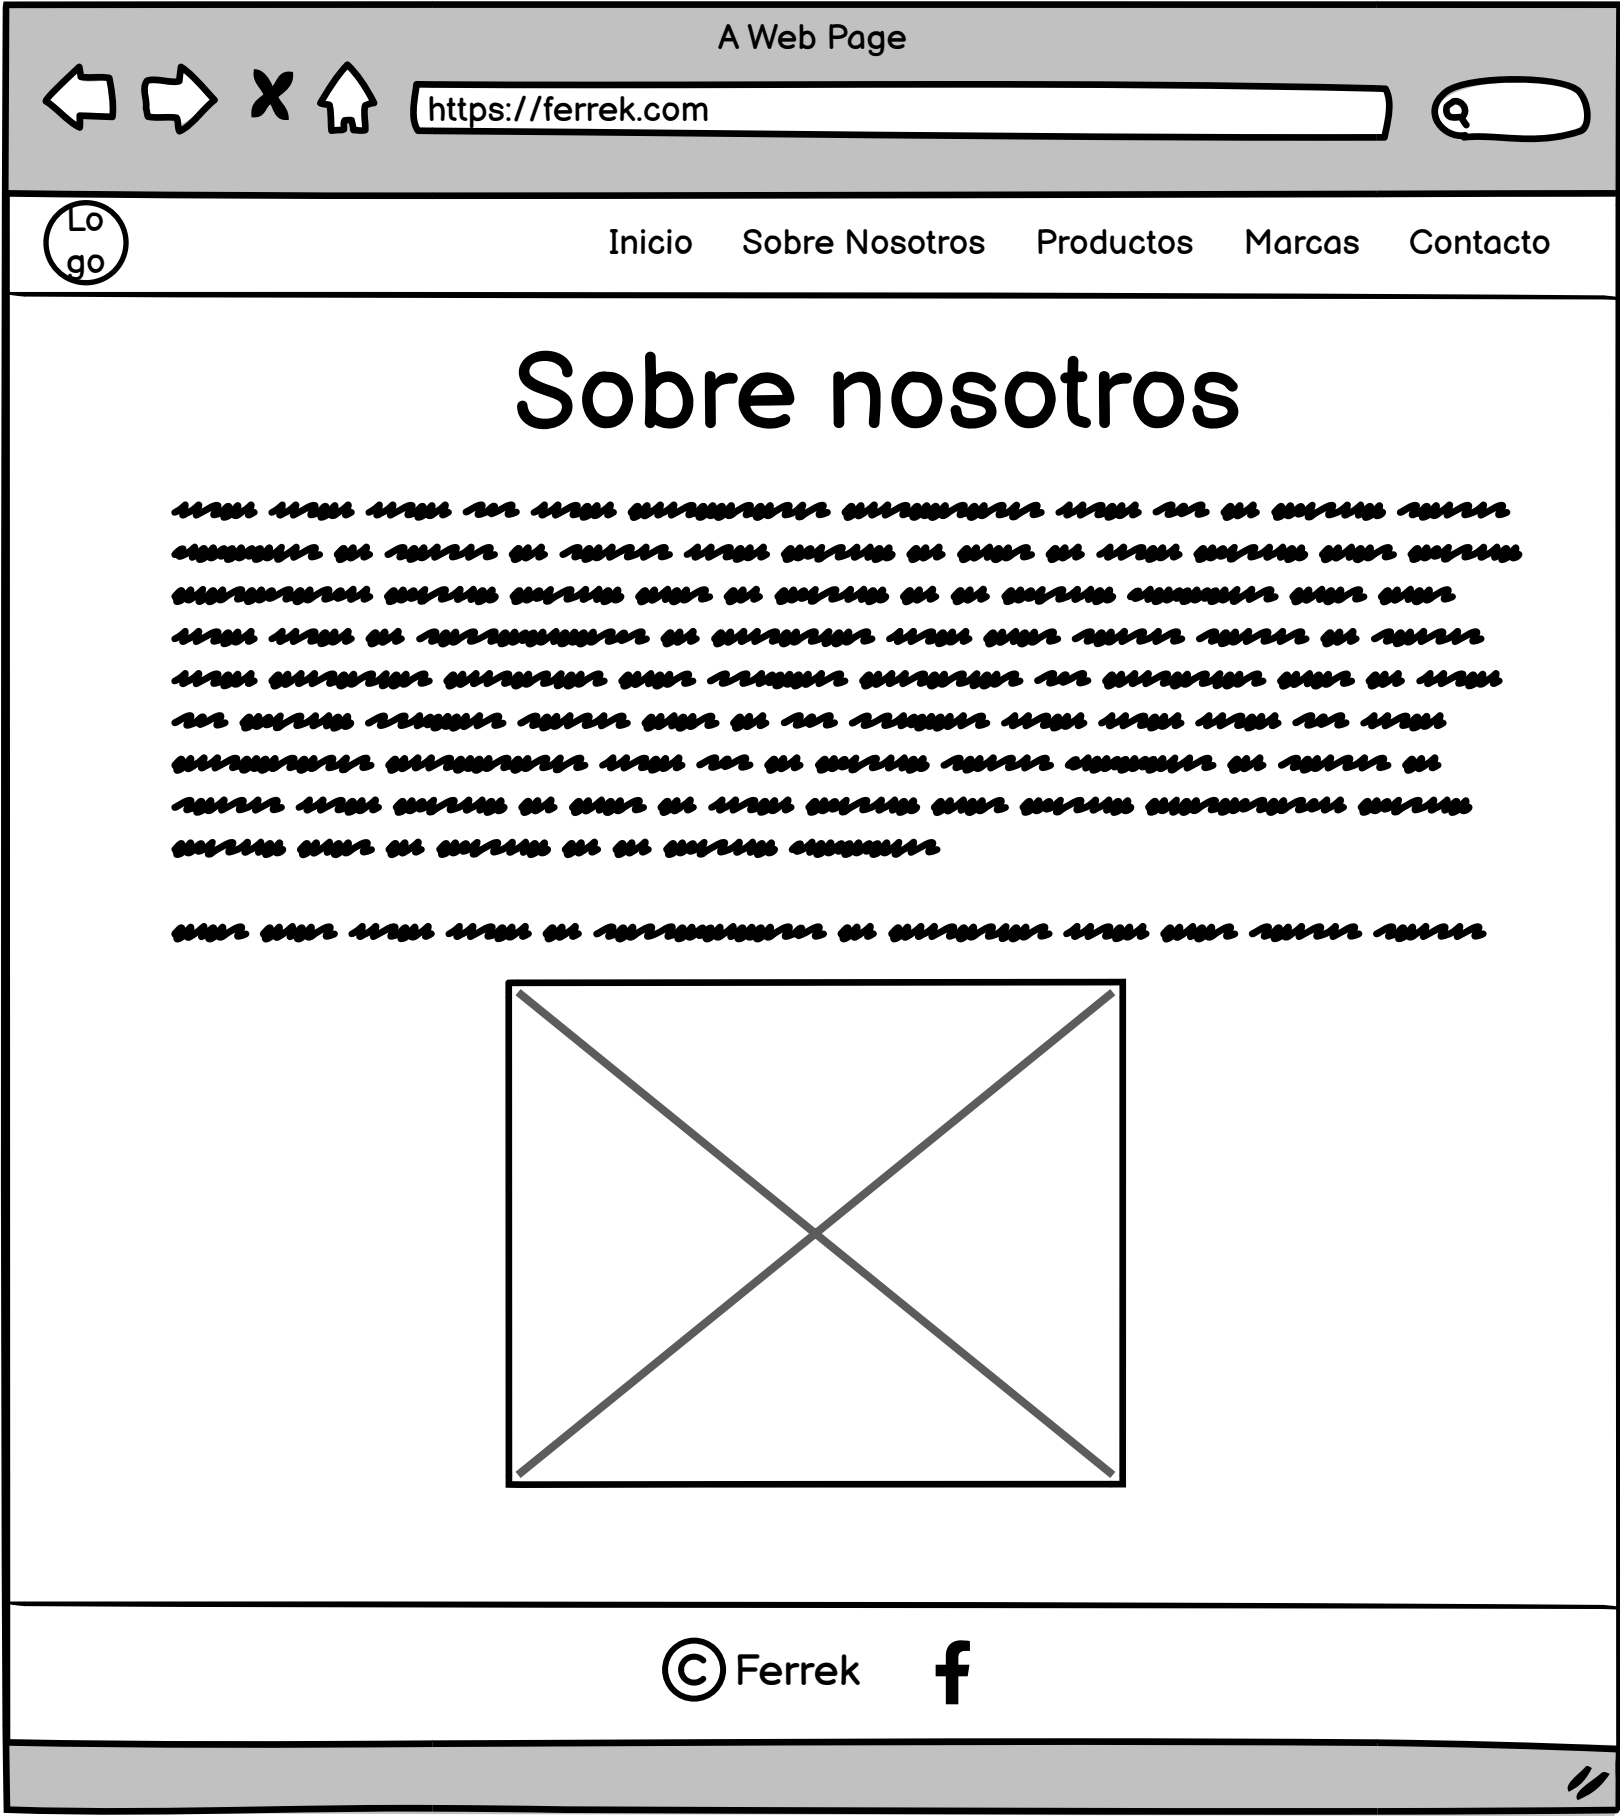 A Web Page
https://ferrek.com
Lo
go
Inicio Sobre Nosotros Productos Marcas Contacto
Sobre nosotros
© Ferrek f